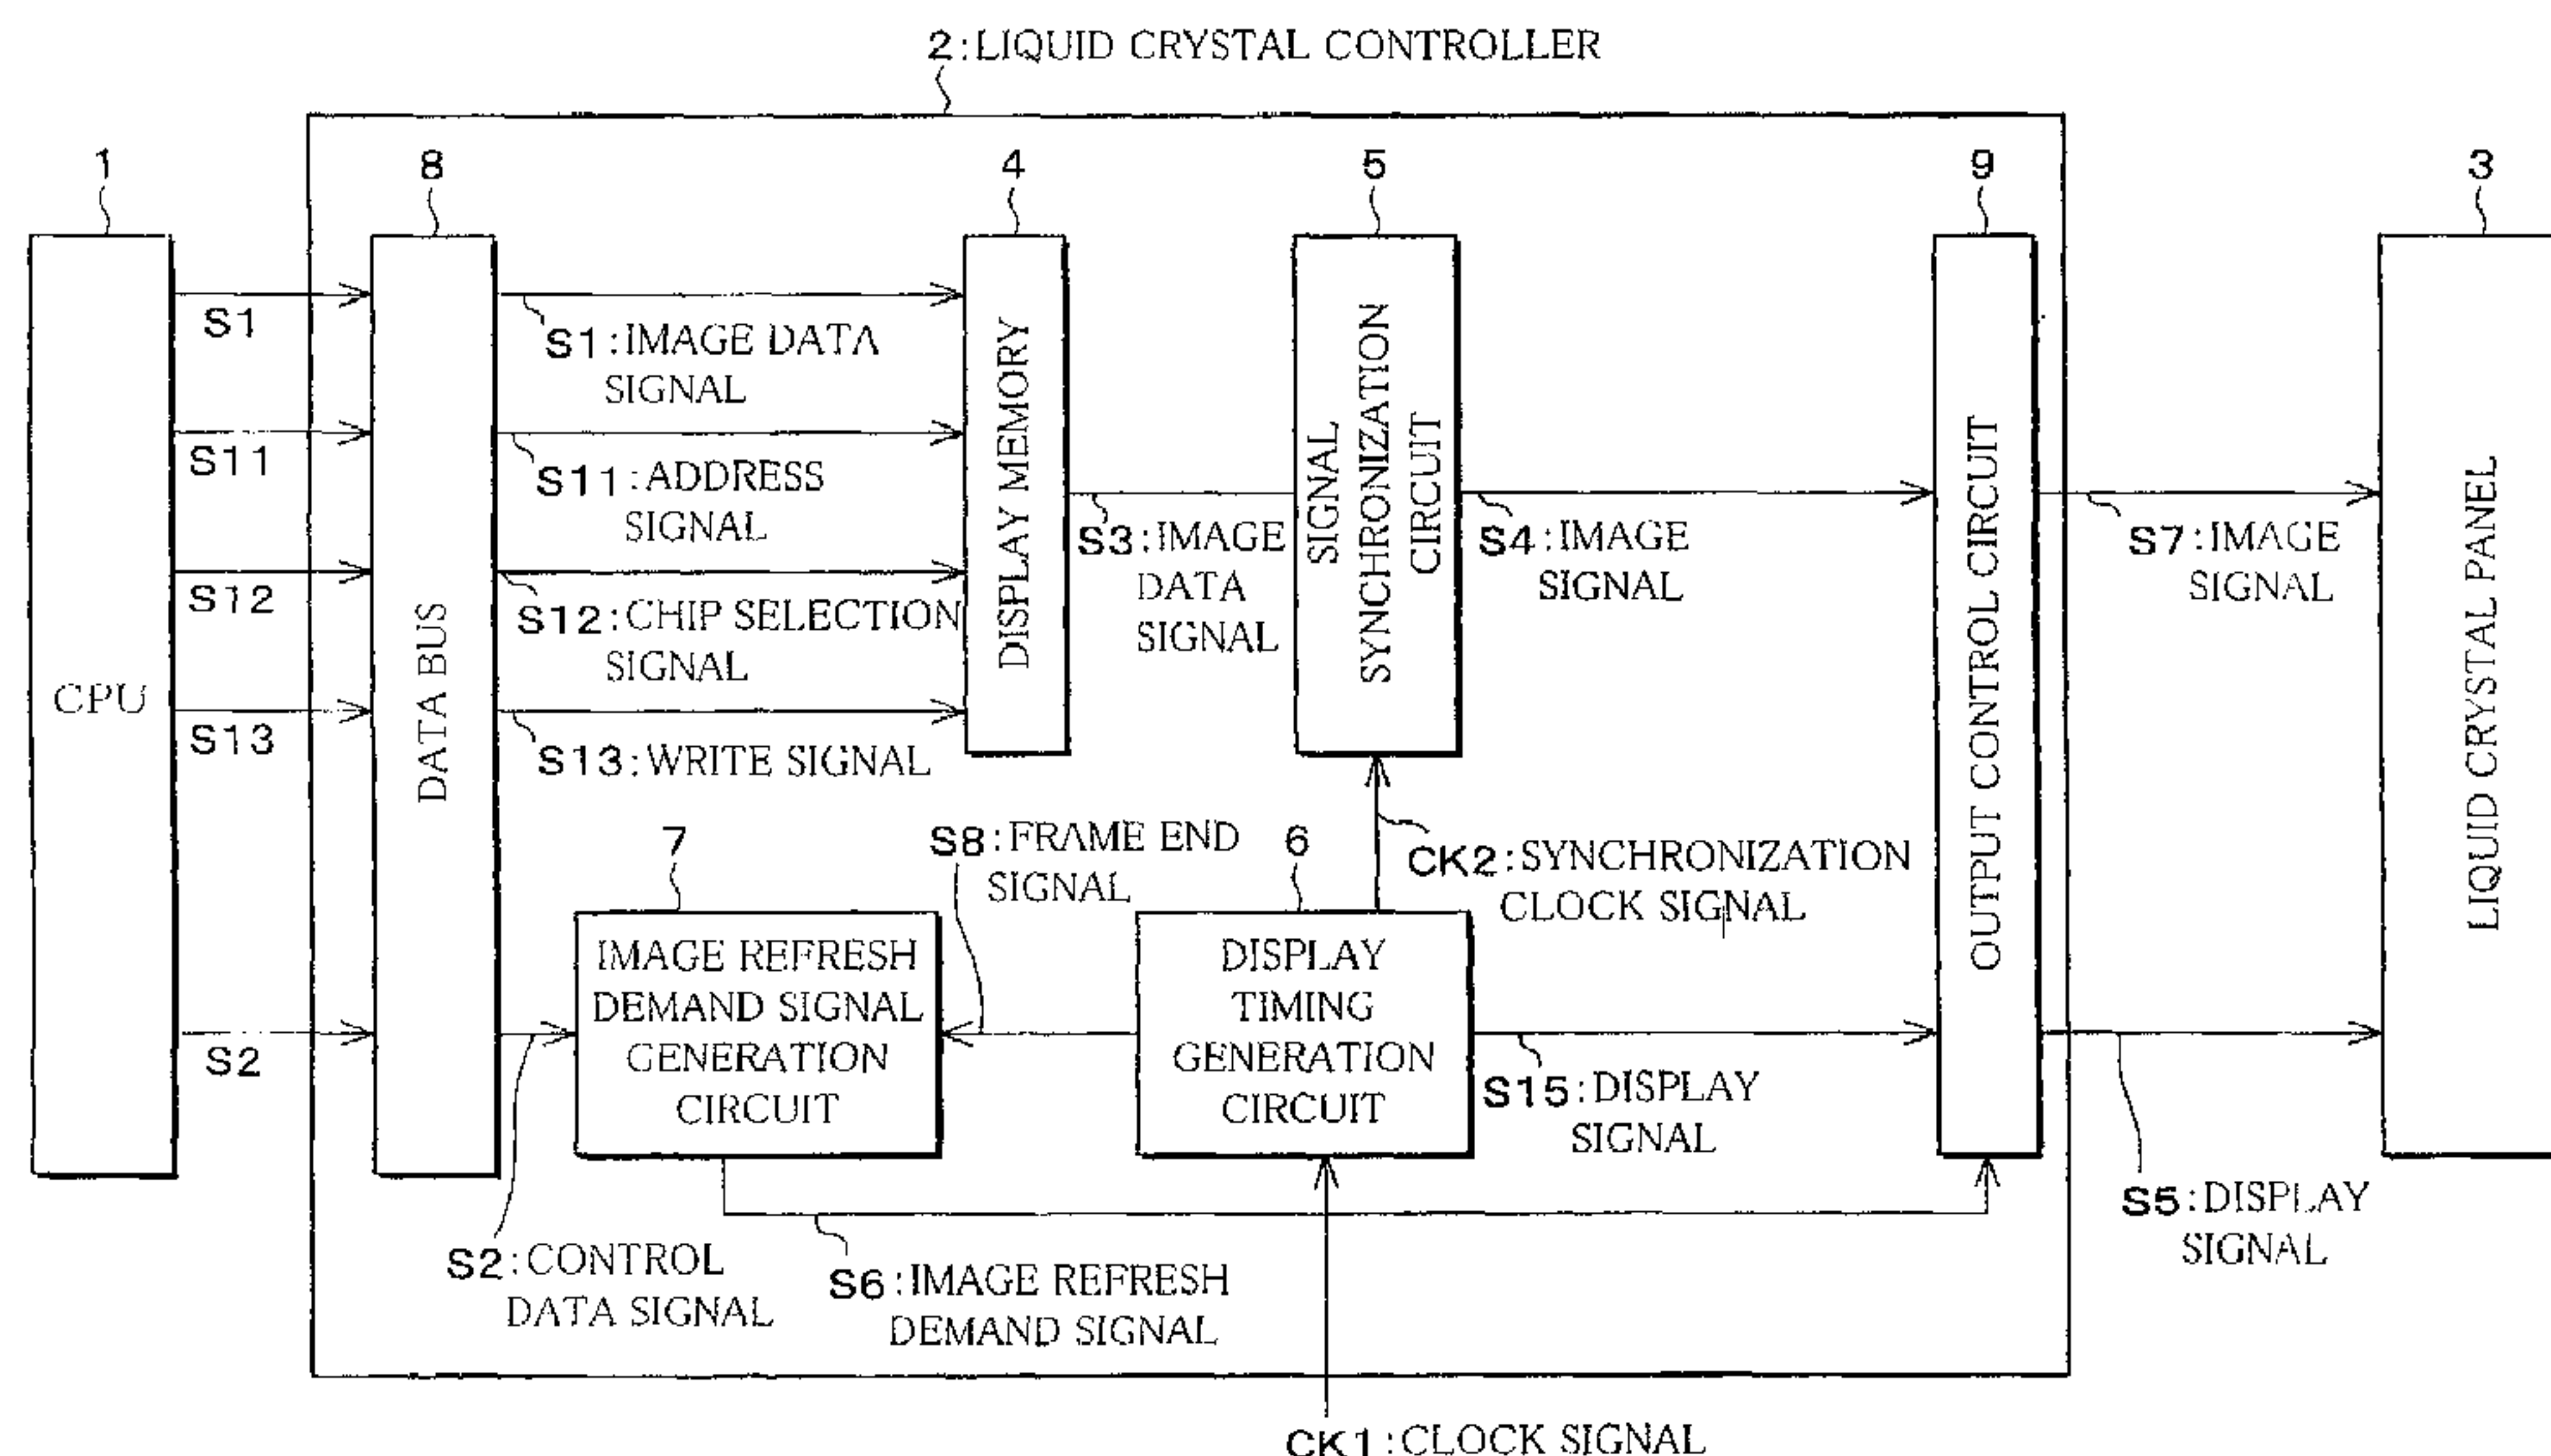 2:LIQUID CRYSTAL CONTROLLER
1
8
4
5
9
3
CPU
S1
S11
S12
S13
S2
DATA BUS
S1:IMAGE DATA
SIGNAL
S11:ADDRESS
SIGNAL
S12:CHIP SELECTION
SIGNAL
S13:WRITE SIGNAL
DISPLAY MEMORY
S3:IMAGE
DATA
SIGNAL
SIGNAL
SYNCHRONIZATION
CIRCUIT
S4:IMAGE
SIGNAL
OUTPUT CONTROL CIRCUIT
S7:IMAGE
SIGNAL
LIQUID CRYSTAL PANEL
7
S8:FRAME END
SIGNAL
6
CK2:SYNCHRONIZATION
CLOCK SIGNAL
IMAGE REFRESH
DEMAND SIGNAL
GENERATION
CIRCUIT
DISPLAY
TIMING
GENERATION
CIRCUIT
S15:DISPLAY
SIGNAL
S5:DISPLAY
SIGNAL
S2:CONTROL
DATA SIGNAL
S6:IMAGE REFRESH
DEMAND SIGNAL
CK1:CLOCK SIGNAL